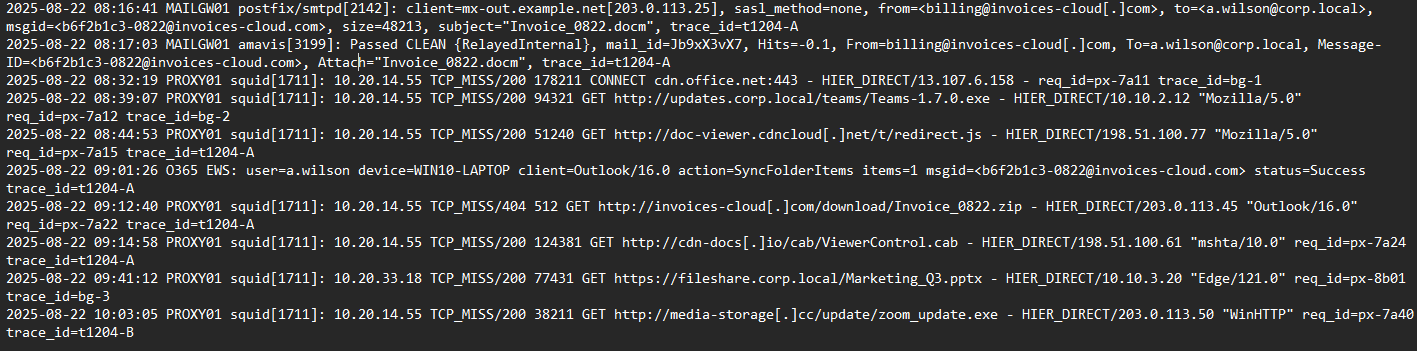 2025-08-22 08:16:41 MAILGW01 postfix/smtpd[2142]: client=mx-out.example.net[203.0.113.25], sasl_method=none, from=<billing@invoices-cloud[.]com>, to=<a.wilson@corp.local>,
msgid=<b6f2b1c3-0822@invoices-cloud.com>, size=48213, subject="Invoice_0822.docm", trace_id=t1204-A
2025-08-22 08:17:03 MAILGW01 amavis[3199]: Passed CLEAN {RelayedInternal}, mail_id=Jb9xX3vX7, Hits=-0.1, From=billing@invoices-cloud[.]com, To=a.wilson@corp.local, Message-
ID=<b6f2b1c3-0822@invoices-cloud.com>, Attach="Invoice_0822.docm", trace_id=t1204-A
2025-08-22 08:32:19 PROXY01 squid[1711]: 10.20.14.55 TCP_MISS/200 178211 CONNECT cdn.office.net:443 - HIER_DIRECT/13.107.6.158 - req_id=px-7a11 trace_id=bg-1
2025-08-22 08:39:07 PROXY01 squid[1711]: 10.20.14.55 TCP_MISS/200 94321 GET http://updates.corp.local/teams/Teams-1.7.0.exe - HIER_DIRECT/10.10.2.12 "Mozilla/5.0"
req_id=px-7a12 trace_id=bg-2
2025-08-22 08:44:53 PROXY01 squid[1711]: 10.20.14.55 TCP_MISS/200 51240 GET http://doc-viewer.cdncloud[.]net/t/redirect.js - HIER_DIRECT/198.51.100.77 "Mozilla/5.0"
req_id=px-7a15 trace_id=t1204-A
2025-08-22 09:01:26 O365 EWS: user=a.wilson device=WIN10-LAPTOP client=Outlook/16.0 action=SyncFolderItems items=1 msgid=<b6f2b1c3-0822@invoices-cloud.com> status=Success
trace_id=t1204-A
2025-08-22 09:12:40 PROXY01 squid[1711]: 10.20.14.55 TCP_MISS/404 512 GET http://invoices-cloud[.]com/download/Invoice_0822.zip - HIER_DIRECT/203.0.113.45 "Outlook/16.0"
req_id=px-7a22 trace_id=t1204-A
2025-08-22 09:14:58 PROXY01 squid[1711]: 10.20.14.55 TCP_MISS/200 124381 GET http://cdn-docs[.]io/cab/ViewerControl.cab - HIER_DIRECT/198.51.100.61 "mshta/10.0" req_id=px-7a24
trace_id=t1204-A
2025-08-22 09:41:12 PROXY01 squid[1711]: 10.20.33.18 TCP_MISS/200 77431 GET https://fileshare.corp.local/Marketing_Q3.pptx - HIER_DIRECT/10.10.3.20 "Edge/121.0" req_id=px-8b01
trace_id=bg-3
2025-08-22 10:03:05 PROXY01 squid[1711]: 10.20.14.55 TCP_MISS/200 38211 GET http://media-storage[.]cc/update/zoom_update.exe - HIER_DIRECT/203.0.113.50 "WinHTTP" req_id=px-7a40
trace_id=t1204-B